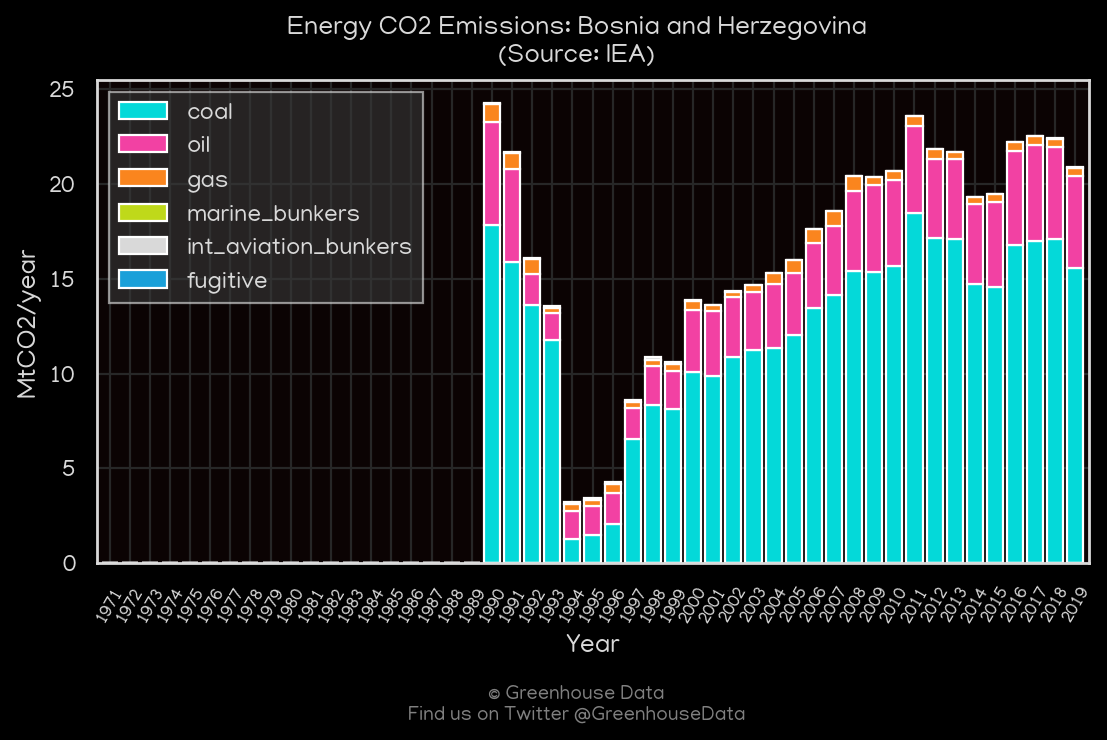 Energy CO2 Emissions: Bosnia and Herzegovina
(Source: IEA)
MtCO2/year
25
20
15
10
5
0
coal
oil
gas
marine_bunkers
int_aviation_bunkers
fugitive
1971 1972 1973 1974 1975 1976 1977 1978 1979 1980 1981 1982 1983 1984 1985 1986 1987 1988 1989 1990 1991 1992 1993 1994 1995 1996 1997 1998 1999 2000 2001 2002 2003 2004 2005 2006 2007 2008 2009 2010 2011 2012 2013 2014 2015 2016 2017 2018 2019
Year
© Greenhouse Data
Find us on Twitter @GreenhouseData